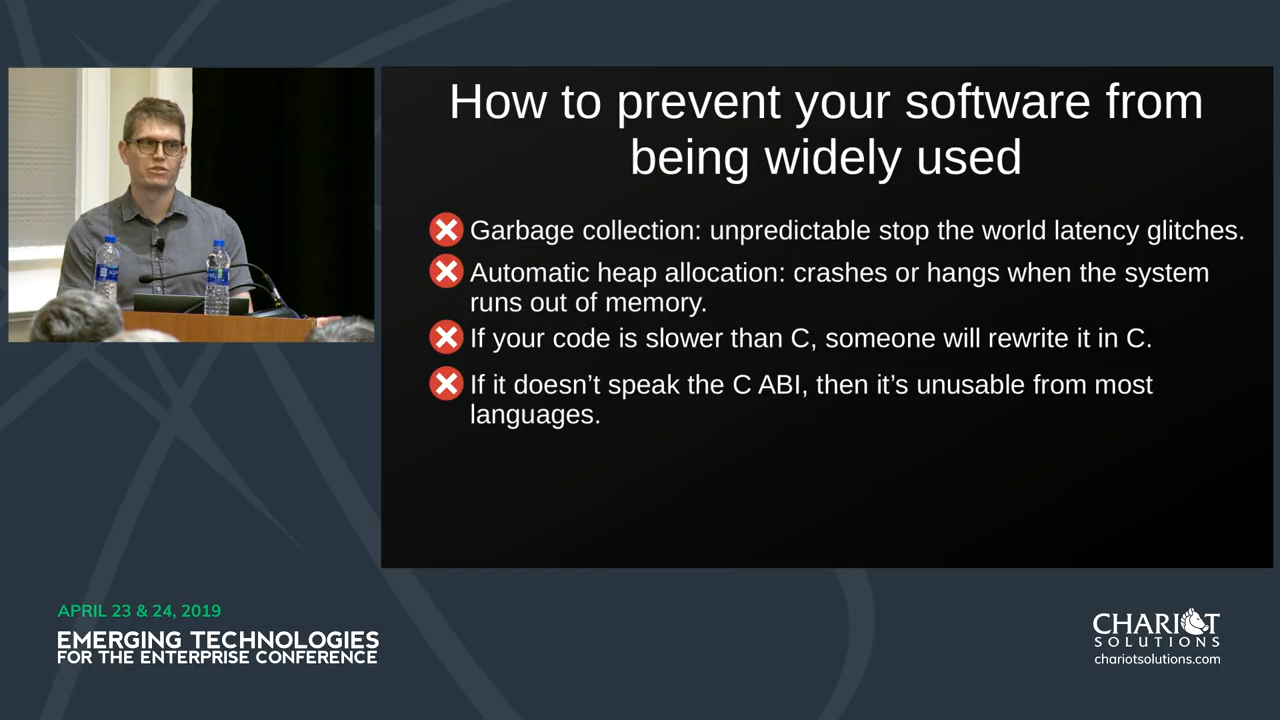 How to prevent your software from
being widely used
Garbage collection: unpredictable stop the world latency glitches.
Automatic heap allocation: crashes or hangs when the system
runs out of memory.
If your code is slower than C, someone will rewrite it in C.
If it doesn’t speak the C ABI, then it’s unusable from most
languages.
APRIL 23 & 24, 2019
EMERGING TECHNOLOGIES
FOR THE ENTERPRISE CONFERENCE
CHARIOT
SOLUTIONS
chariotsolutions.com